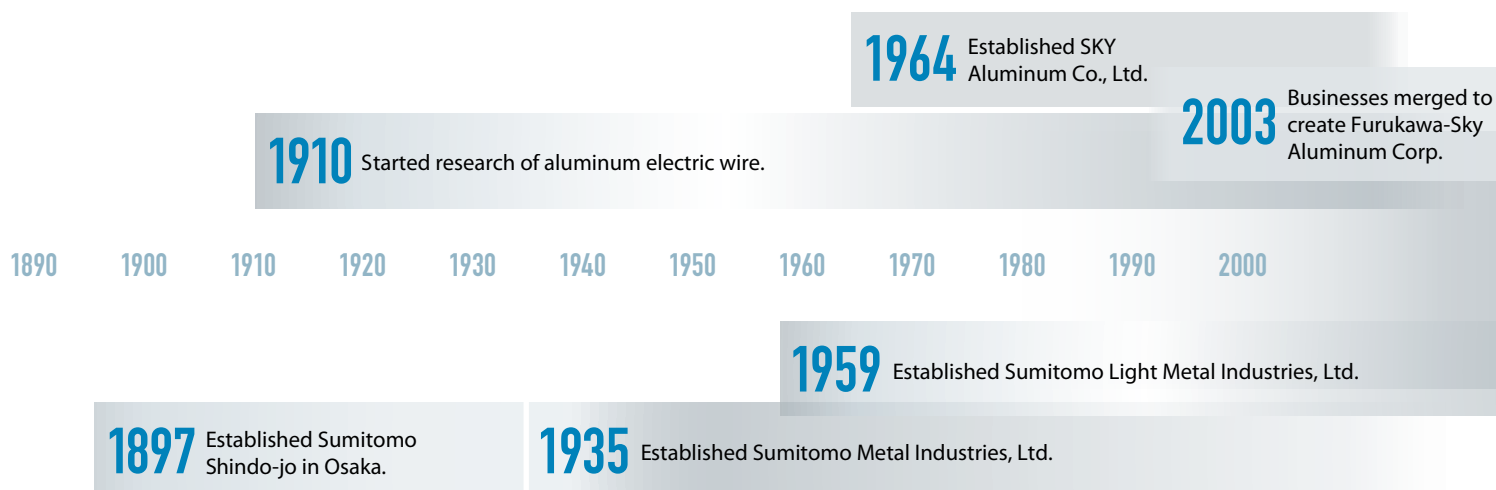 1964 Established SKY
Aluminum Co., Ltd.
2003 Businesses merged to
create Furukawa-Sky
Aluminum Corp.
1910 Started research of aluminum electric wire.
1890 1900 1910 1920 1930 1940 1950 1960 1970 1980 1990 2000
1959 Established Sumitomo Light Metal Industries, Ltd.
1897 Established Sumitomo
Shindo-jo in Osaka.
1935 Established Sumitomo Metal Industries, Ltd.